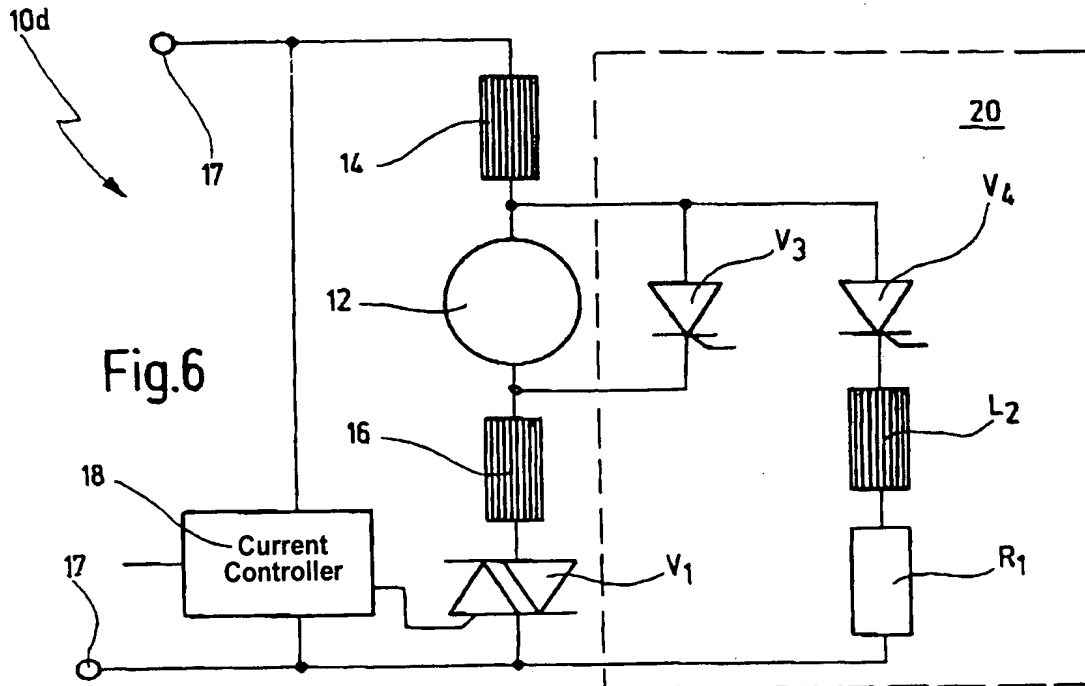 10d
17
14
20
V4
V3
12
Fig.6
L2
16
18
Current
Controller
V1
R1
17